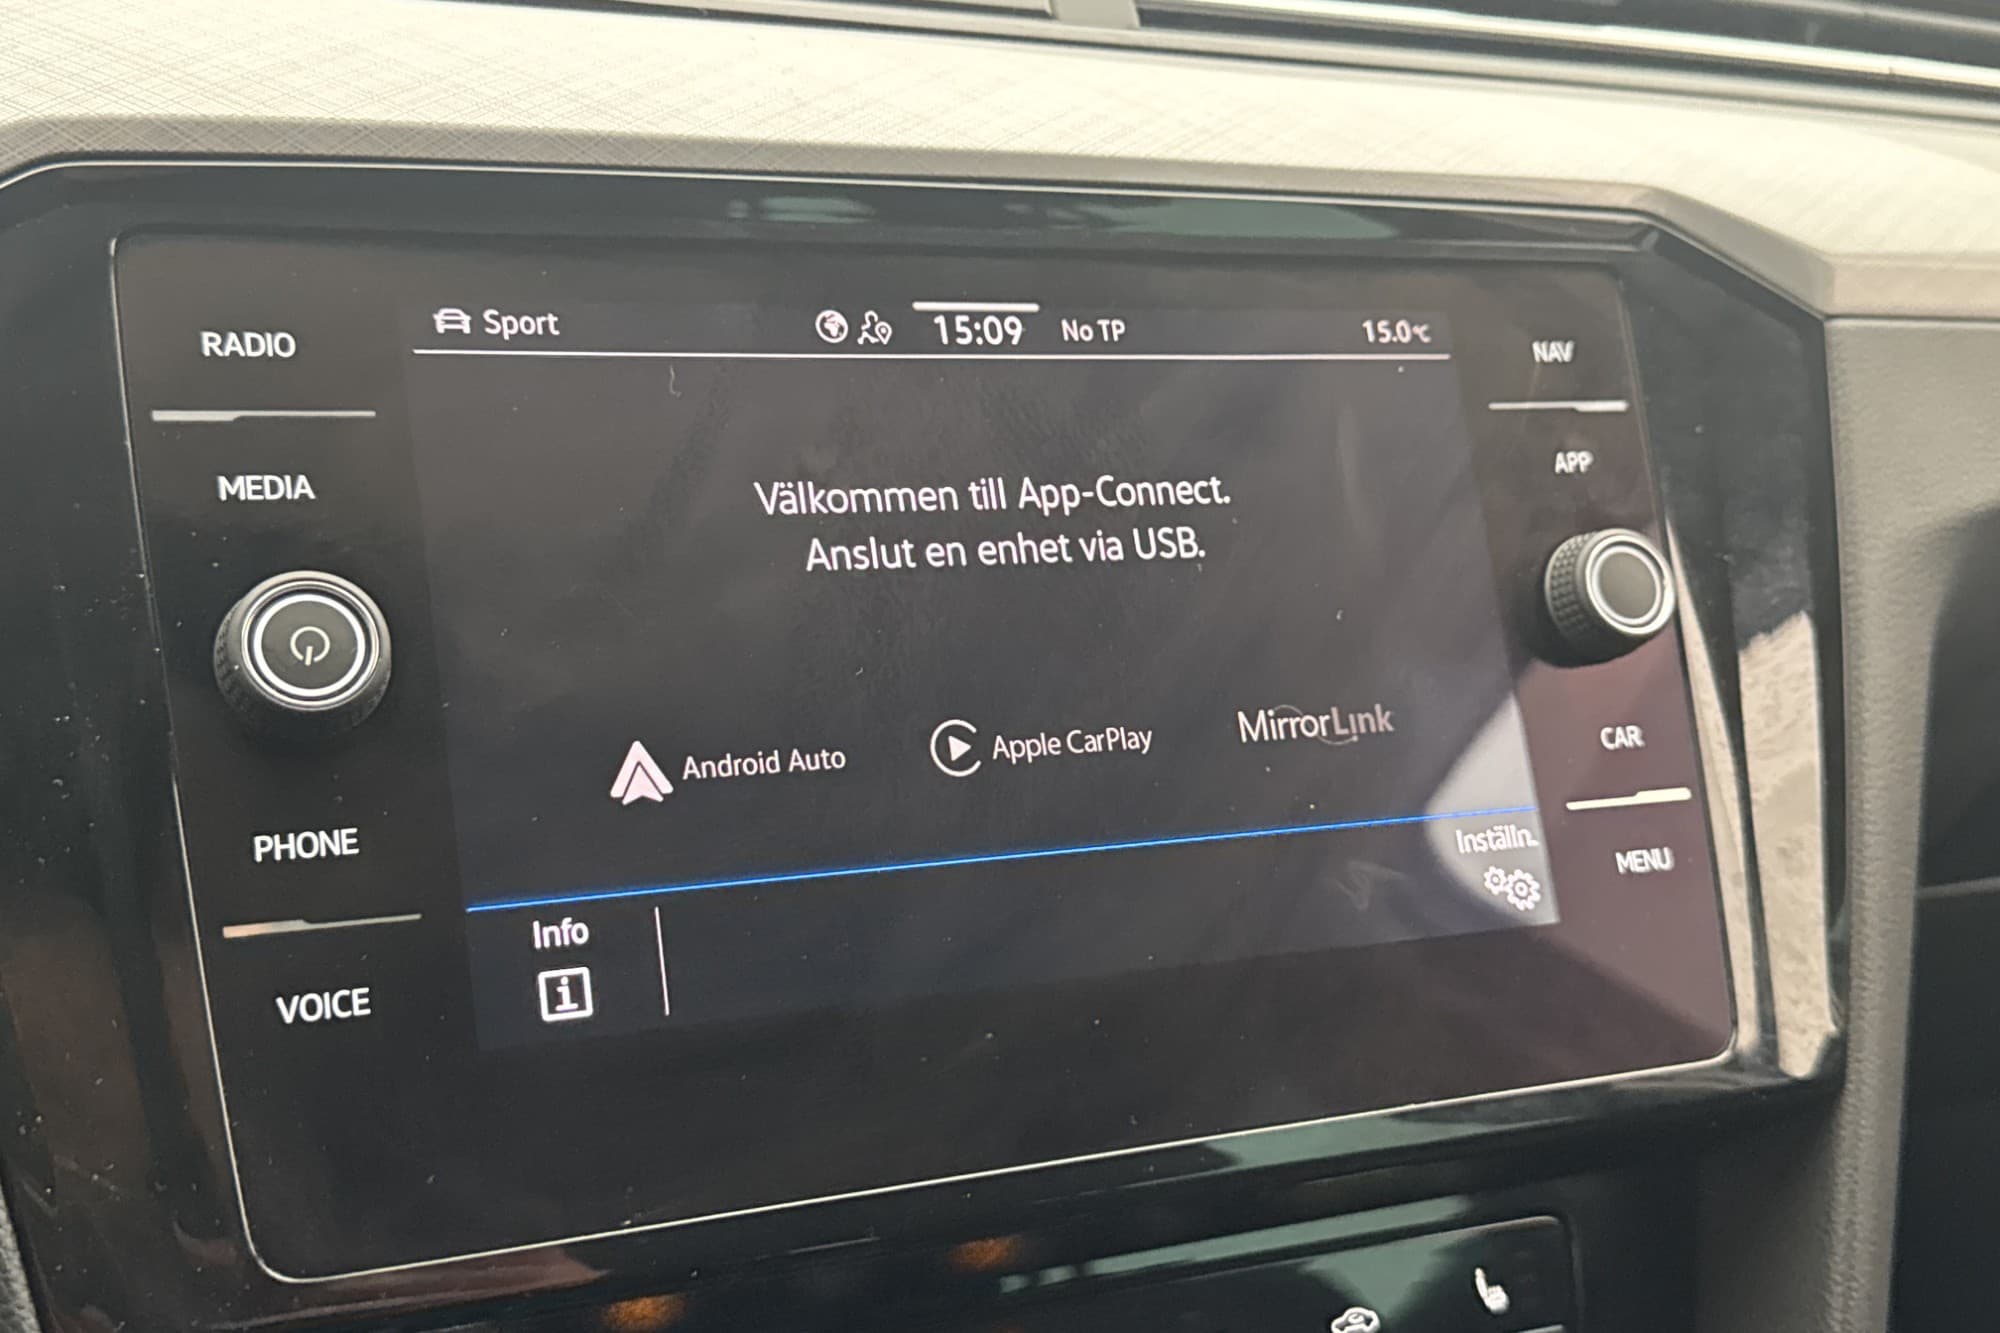 RADIO
MEDIA
PHONE
VOICE
Sport
15:09
No TP
15.0°C
Välkommen till App-Connect.
Anslut en enhet via USB.
Android Auto
Apple CarPlay
MirrorLink
Info
i
Inställn.
NAV
APP
CAR
MENU